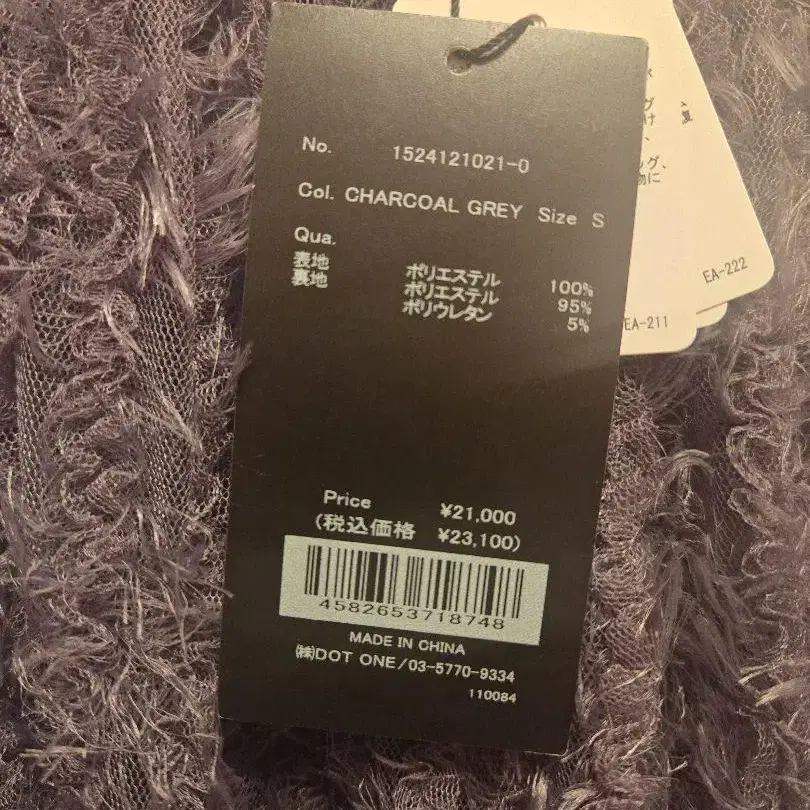 No. 1524121021-0
Col. CHARCOAL GREY Size S
Qua.
表地 ポリエステル 100%
裏地 ポリエステル 95%
ポリウレタン 5%
Price ¥21,000
(税込価格 ¥23,100)
4582653718748
MADE IN CHINA
㈱DOT ONE/03-5770-9334
110084
EA-222
EA-211